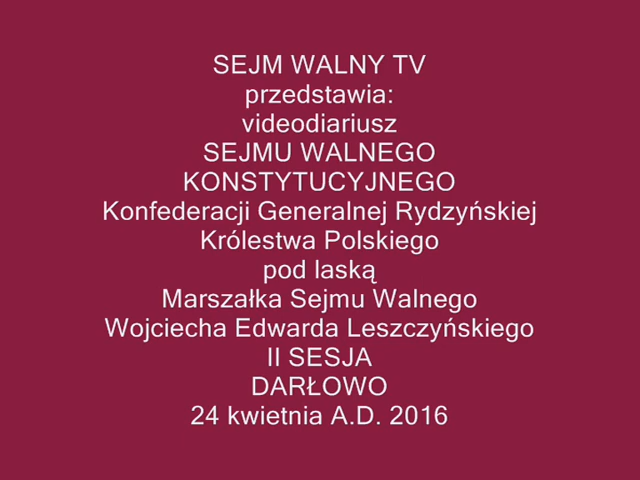 SEJM WALNY TV
przedstawia:
videodiariusz
SEJMU WALNEGO
KONSTYTUCYJNEGO
Konfederacji Generalnej Rydzyńskiej
Królestwa Polskiego
pod laską
Marszałka Sejmu Walnego
Wojciecha Edwarda Leszczyńskiego
II SESJA
DARŁOWO
24 kwietnia A.D. 2016